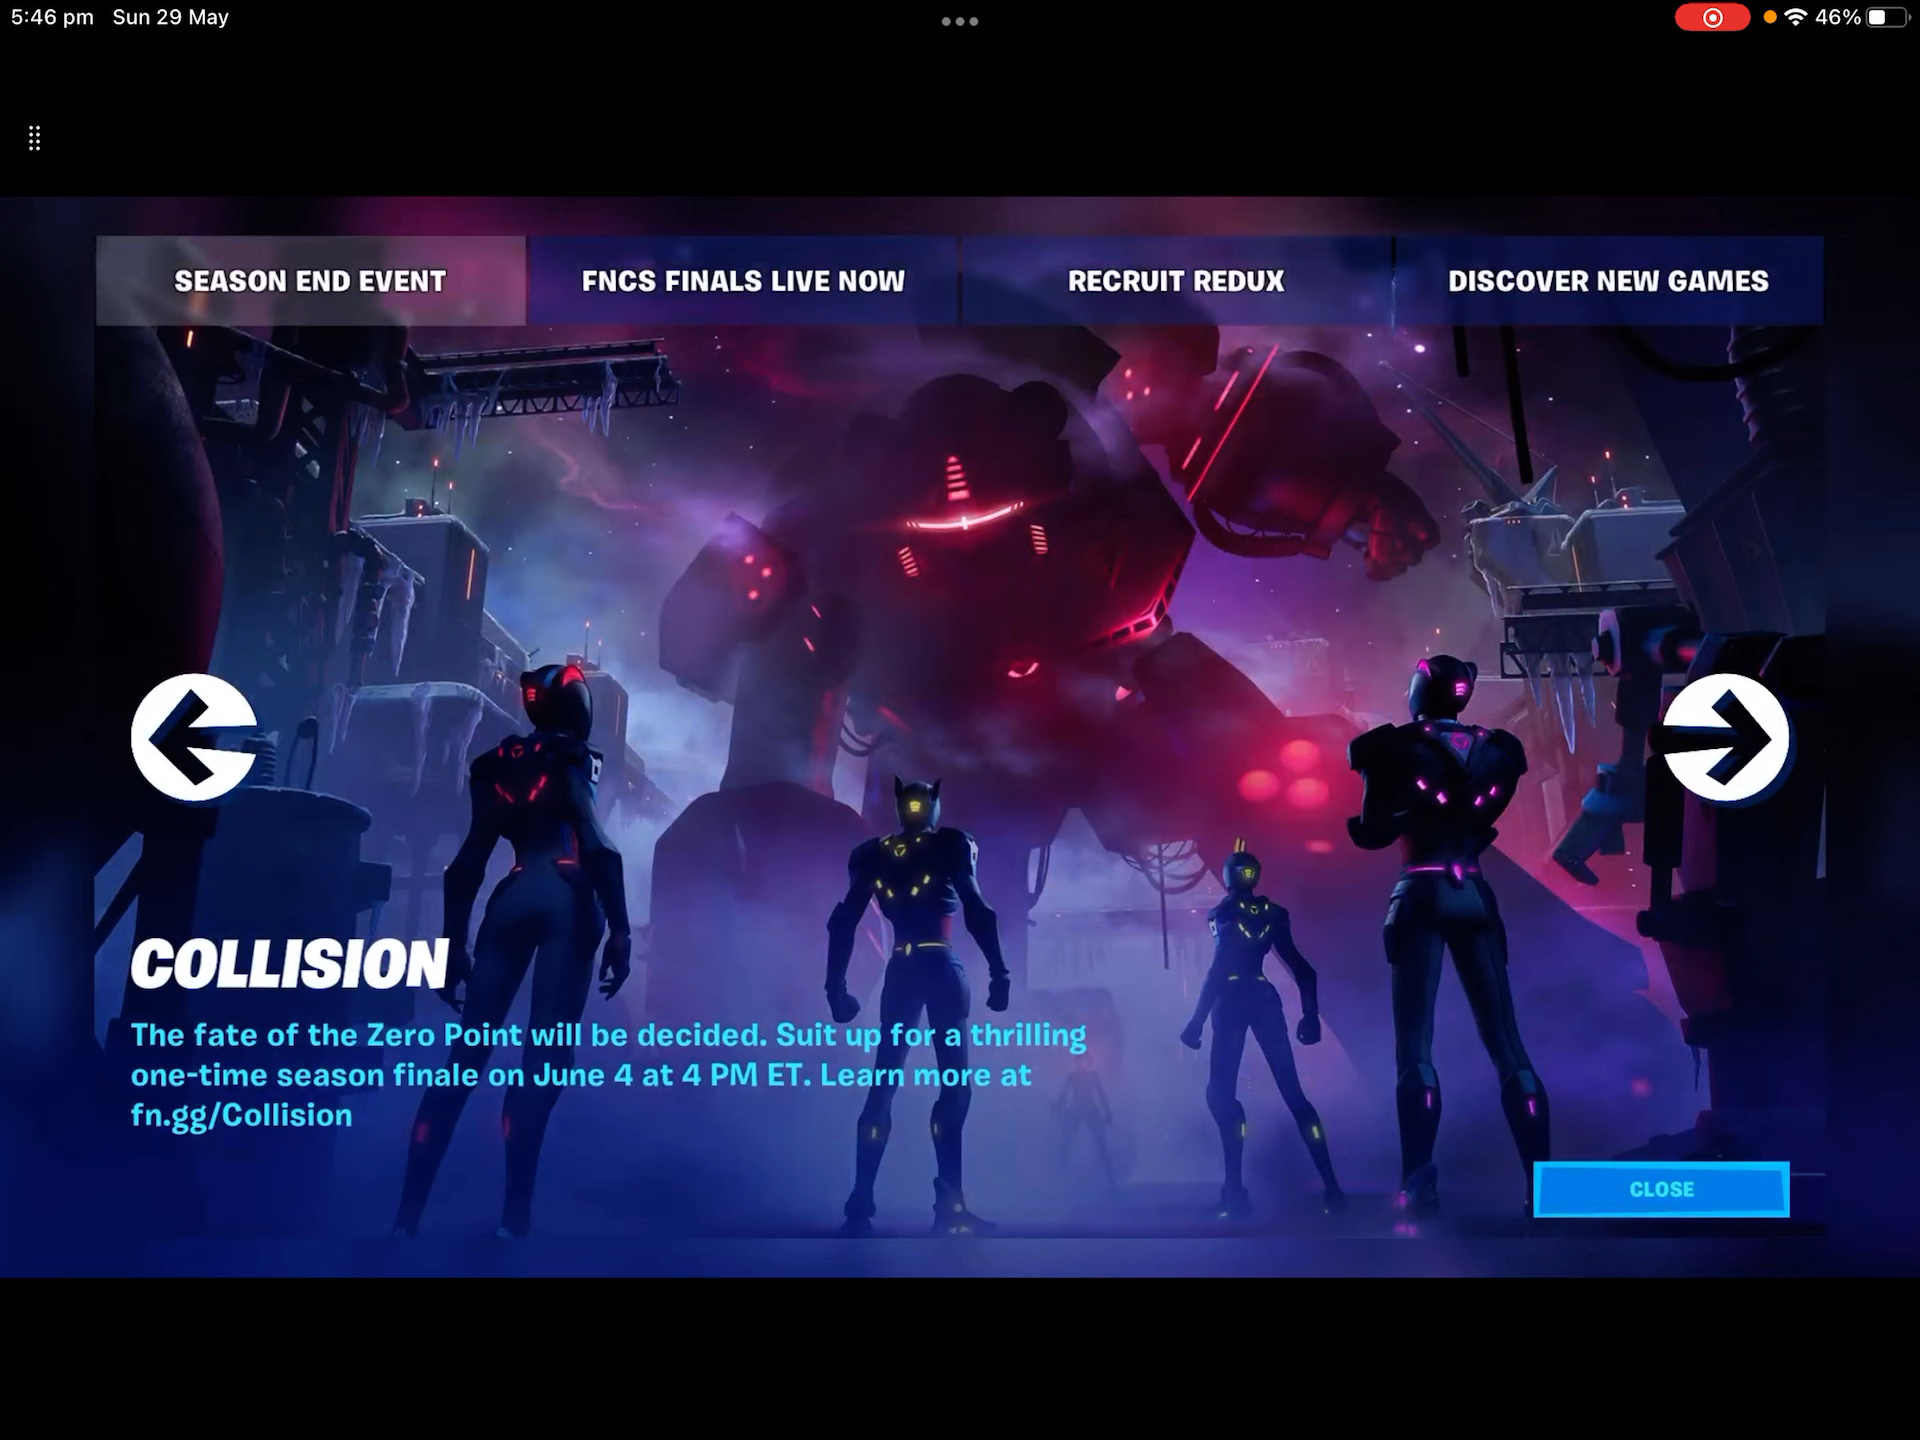 5:46 pm Sun 29 May
46%
SEASON END EVENT
FNCS FINALS LIVE NOW
RECRUIT REDUX
DISCOVER NEW GAMES
COLLISION
The fate of the Zero Point will be decided. Suit up for a thrilling
one-time season finale on June 4 at 4 PM ET. Learn more at
fn.gg/Collision
CLOSE